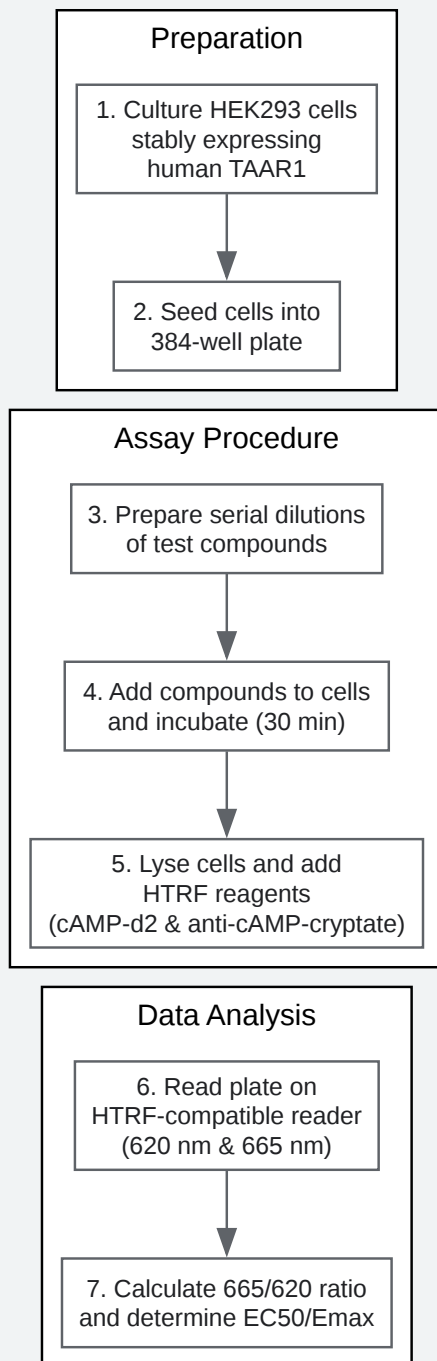 Preparation
1. Culture HEK293 cells
stably expressing
human TAAR1
2. Seed cells into
384-well plate
Assay Procedure
3. Prepare serial dilutions
of test compounds
4. Add compounds to cells
and incubate (30 min)
5. Lyse cells and add
HTRF reagents
(cAMP-d2 & anti-cAMP-cryptate)
Data Analysis
6. Read plate on
HTRF-compatible reader
(620 nm & 665 nm)
7. Calculate 665/620 ratio
and determine EC50/Emax